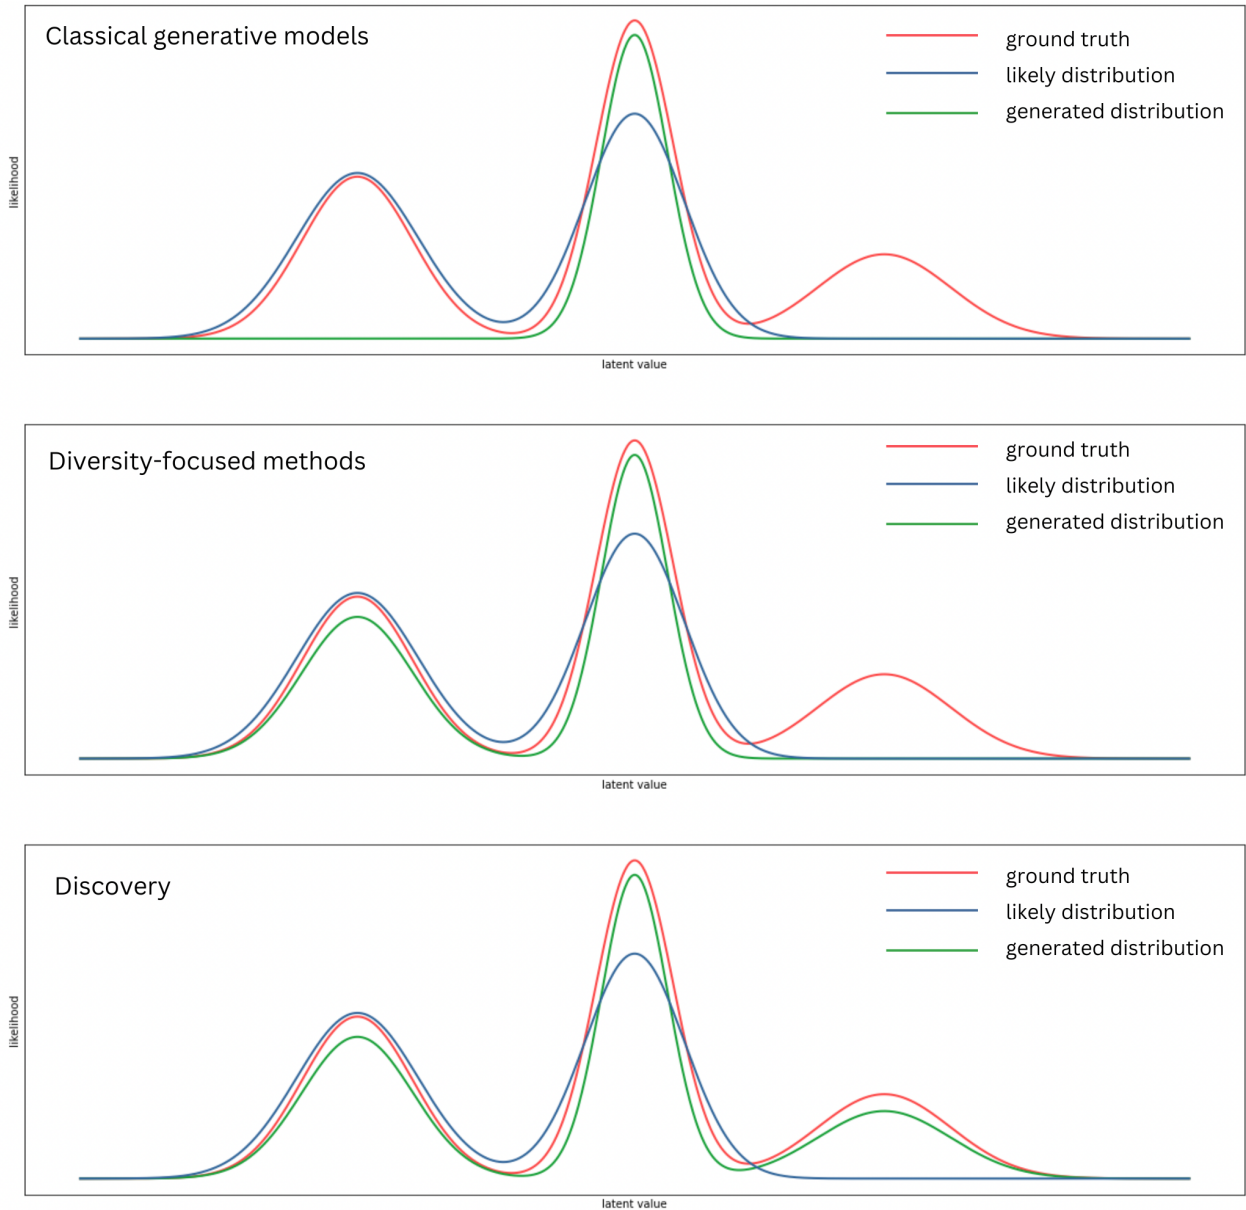 Classical generative models
ground truth
likely distribution
generated distribution
likelihood
latent value
Diversity-focused methods
ground truth
likely distribution
generated distribution
likelihood
latent value
Discovery
ground truth
likely distribution
generated distribution
likelihood
latent value